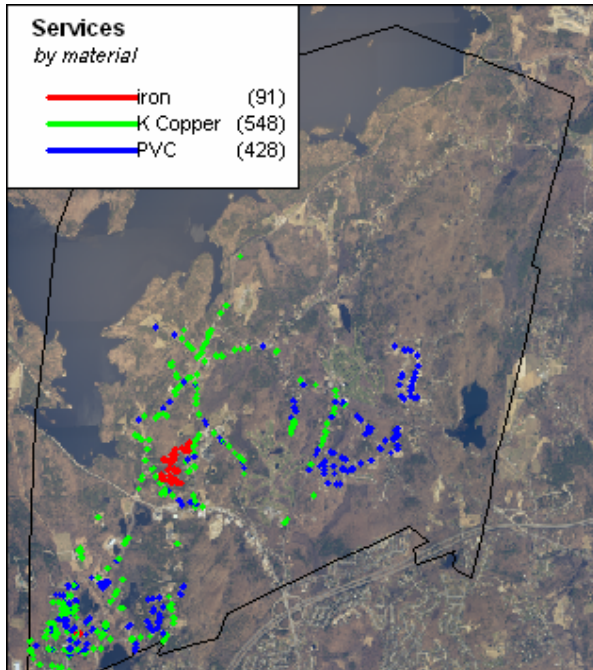 Services
by material
iron (91)
K Copper (548)
PVC (428)